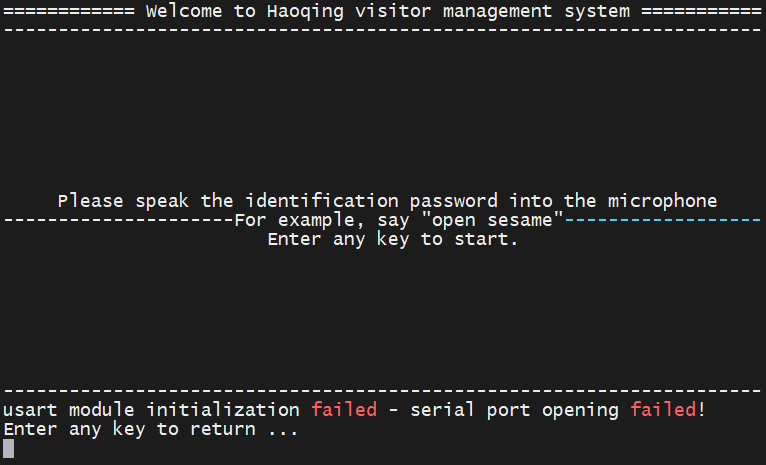 ============ Welcome to Haoqing visitor management system ===========
---------------------------------------------------------------------
Please speak the identification password into the microphone
---------------------For example, say "open sesame"------------------
Enter any key to start.
---------------------------------------------------------------------
usart module initialization failed - serial port opening failed!
Enter any key to return ...